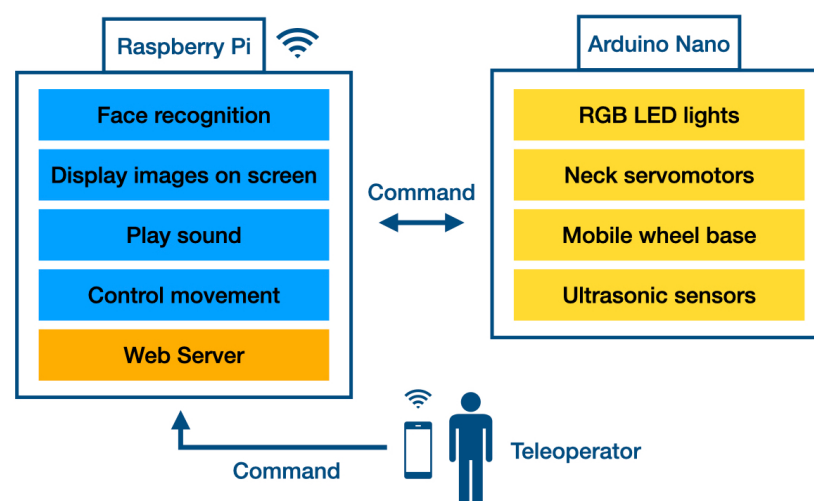 Raspberry Pi
Face recognition
Display images on screen
Play sound
Control movement
Web Server
Command
Arduino Nano
RGB LED lights
Neck servomotors
Mobile wheel base
Ultrasonic sensors
Command
Teleoperator